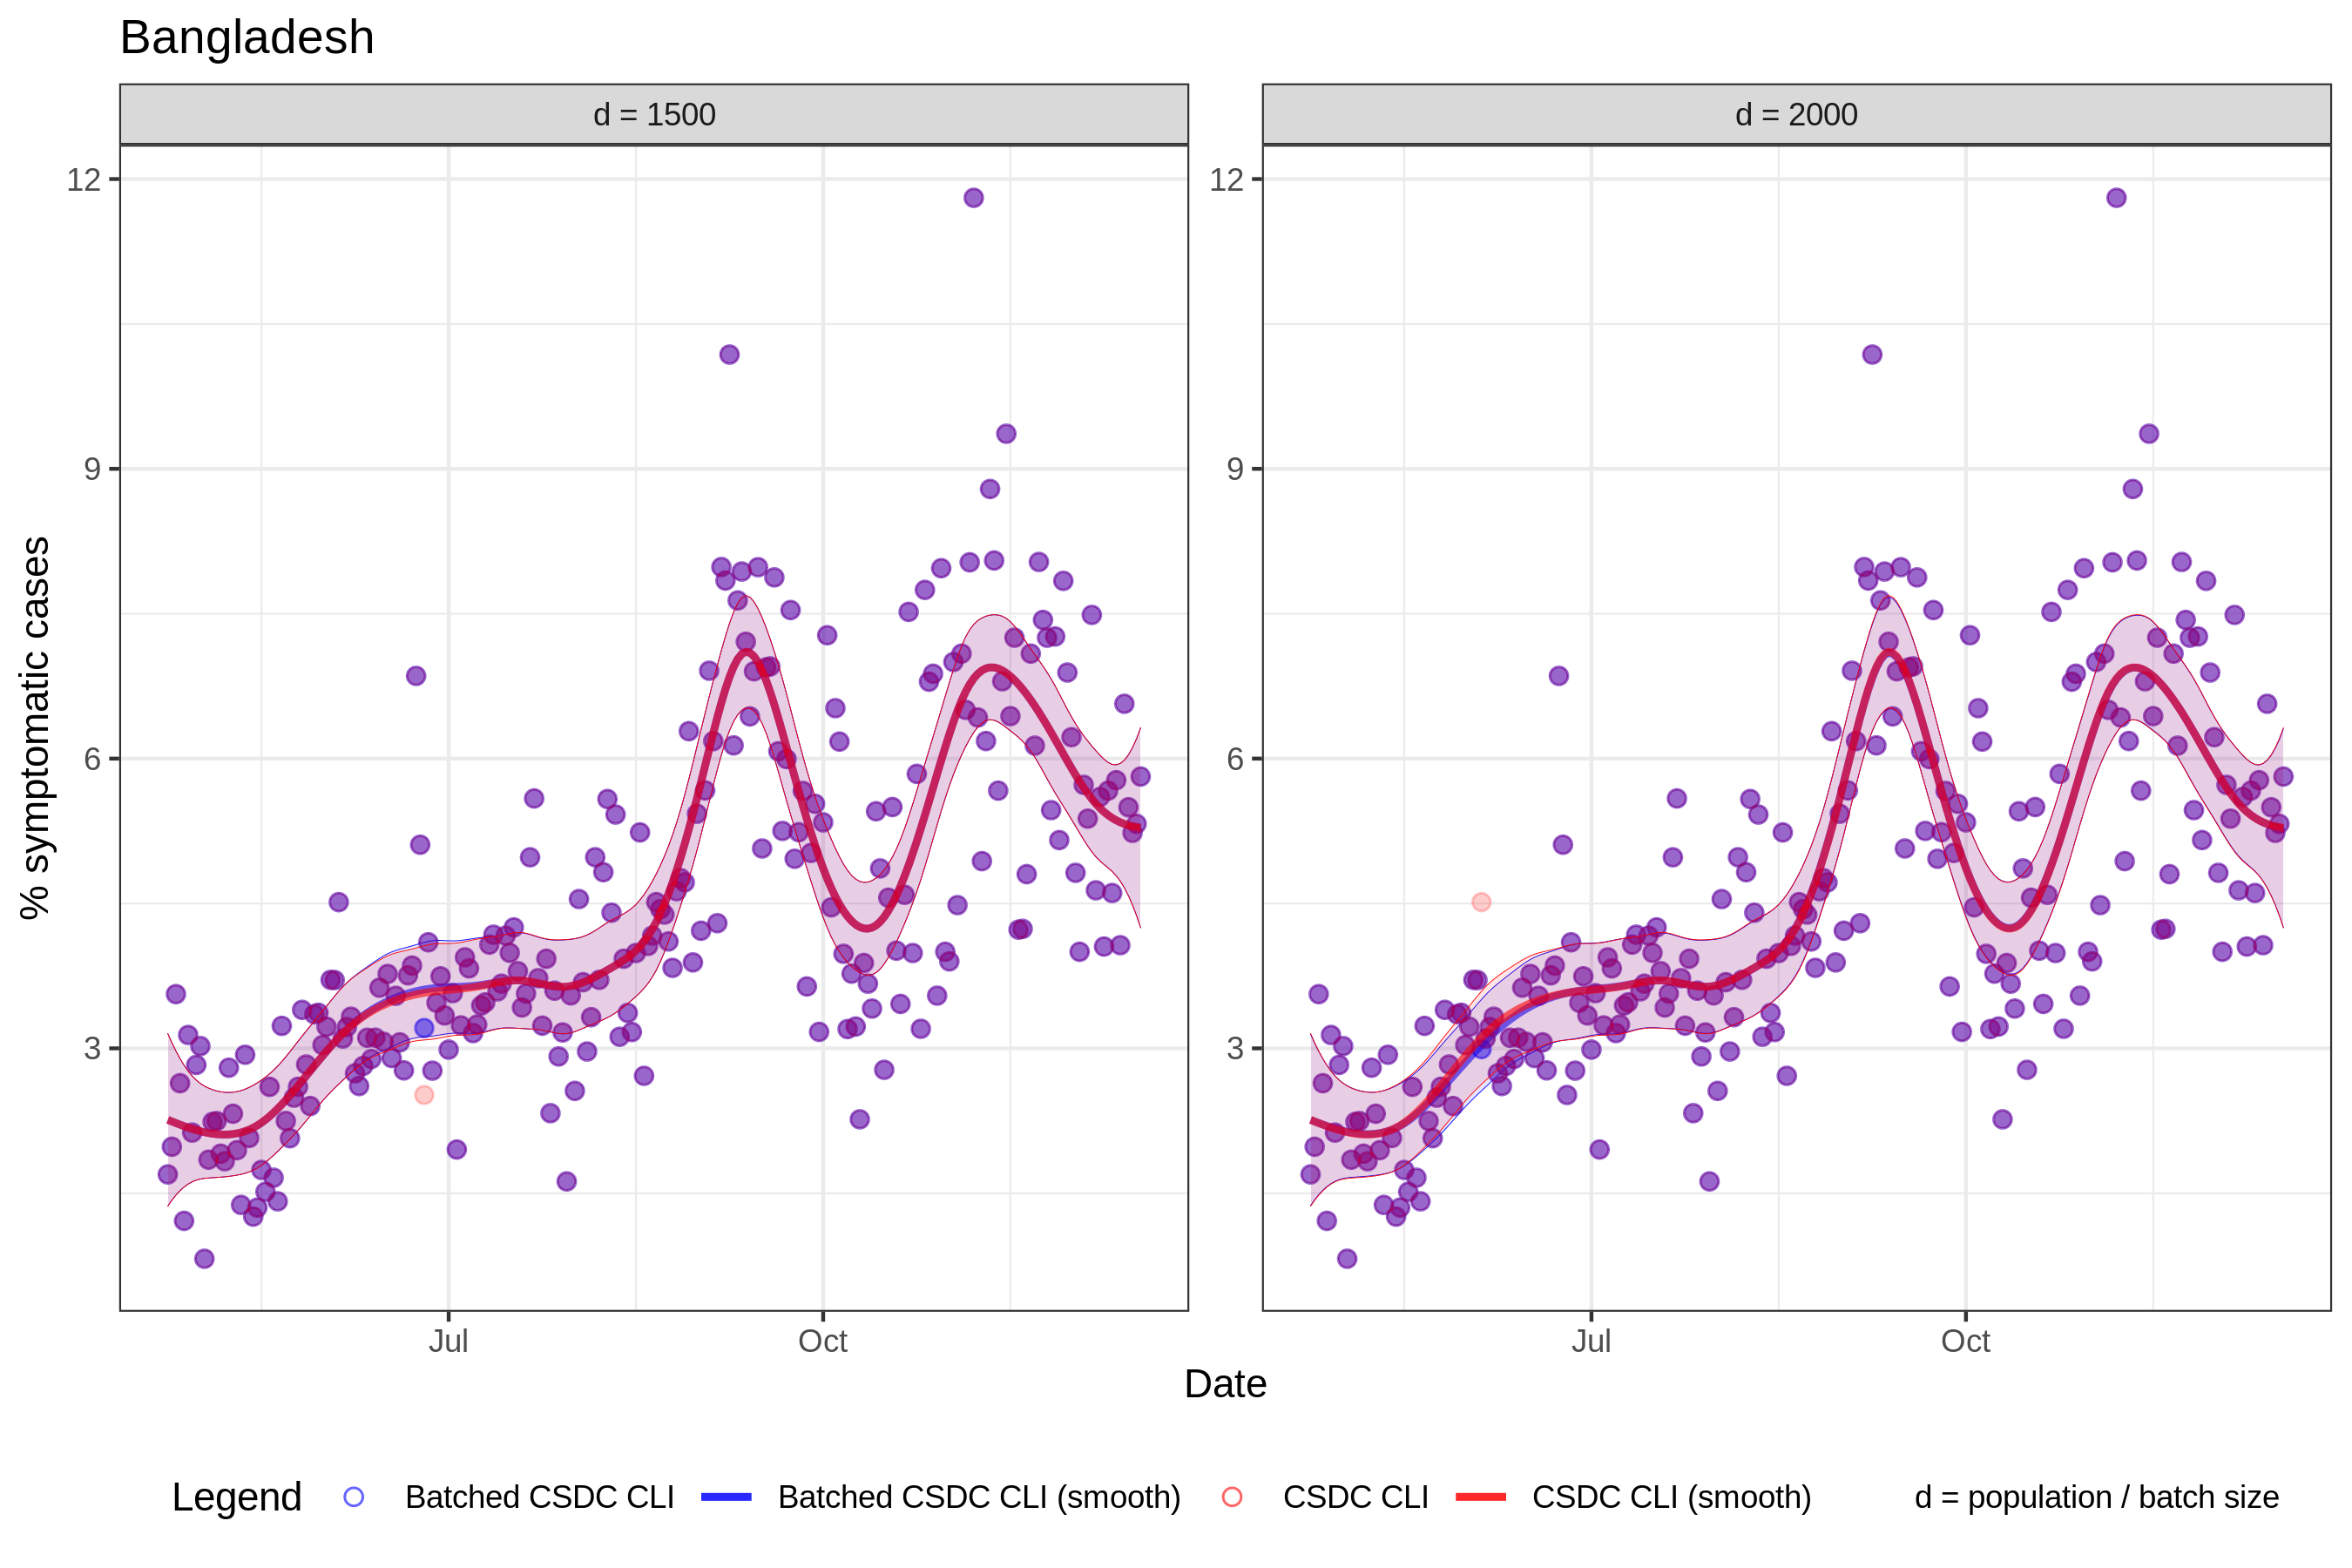 Bangladesh
d = 1500
d = 2000
12
9
6
3
12
9
6
3
% symptomatic cases
Jul
Oct
Jul
Oct
Date
Legend
Batched CSDC CLI
Batched CSDC CLI (smooth)
CSDC CLI
CSDC CLI (smooth)
d = population / batch size